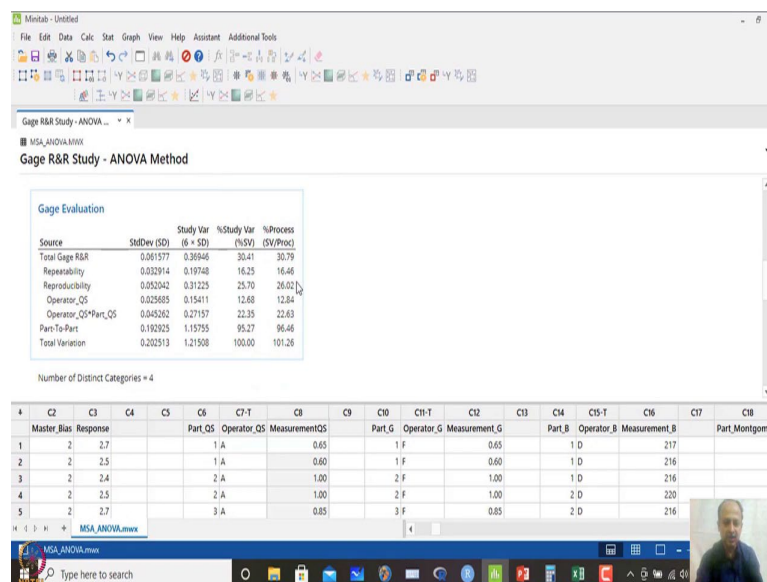 Minitab - Untitled
File Edit Data Calc Stat Graph View Help Assistant Additional Tools
Gage R&R Study - ANOVA ...
MSA_ANOVA.MWX
Gage R&R Study - ANOVA Method
Gage Evaluation
Study Var %Study Var %Process
Source StdDev (SD) (6 × SD) (%SV) (SV/Proc)
Total Gage R&R 0.061577 0.36946 30.41 30.79
Repeatability 0.032914 0.19748 16.25 16.46
Reproducibility 0.052042 0.31225 25.70 26.02
Operator_QS 0.025685 0.15411 12.68 12.84
Operator_QS*Part_QS 0.045262 0.27157 22.35 22.63
Part-To-Part 0.192925 1.15755 95.27 96.46
Total Variation 0.202513 1.21508 100.00 101.26
Number of Distinct Categories = 4
C2 C3 C4 C5 C6 C7-T C8 C9 C10 C11-T C12 C13 C14 C15-T C16 C17 C18
Master_Bias Response Part_QS Operator_QS MeasurementQS Part_G Operator_G Measurement_G Part_B Operator_B Measurement_B Part_Montgom
1 2 2.7 1 A 0.65 1 F 0.65 1 D 217
2 2 2.5 1 A 0.60 1 F 0.60 1 D 216
3 2 2.4 2 A 1.00 2 F 1.00 1 D 216
4 2 2.5 2 A 1.00 2 F 1.00 2 D 220
5 2 2.7 3 A 0.85 3 F 0.85 2 D 216
MSA_ANOVA.mwx
MSA_ANOVA.mwx
Type here to search